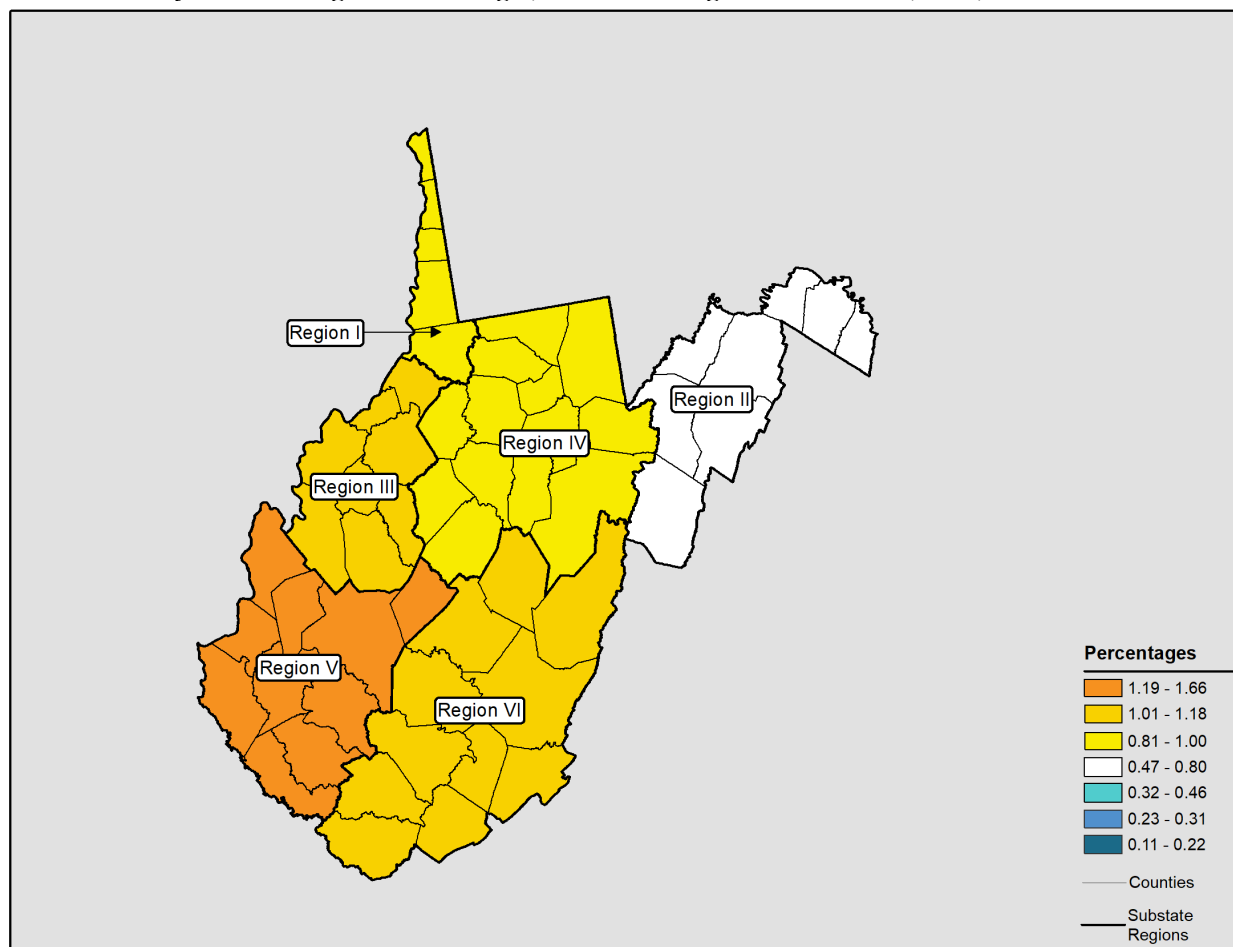 Region I
Region II
Region IV
Region III
Region V
Region VI
Percentages
1.19 - 1.66
1.01 - 1.18
0.81 - 1.00
0.47 - 0.80
0.32 - 0.46
0.23 - 0.31
0.11 - 0.22
Counties
Substate
Regions